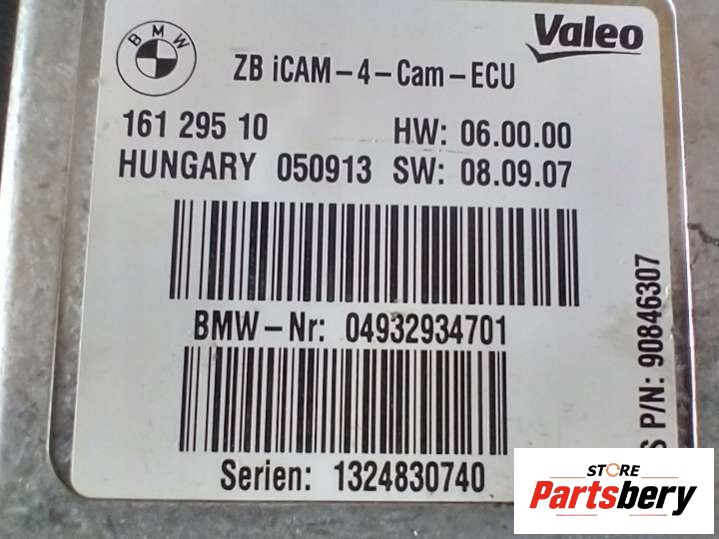 BMW
Valeo
ZB iCAM-4-Cam-ECU
161 295 10 HW: 06.00.00
HUNGARY 050913 SW: 08.09.07
BMW-Nr: 04932934701
Serien: 1324830740
S P/N: 90846307
STORE
Partsbery